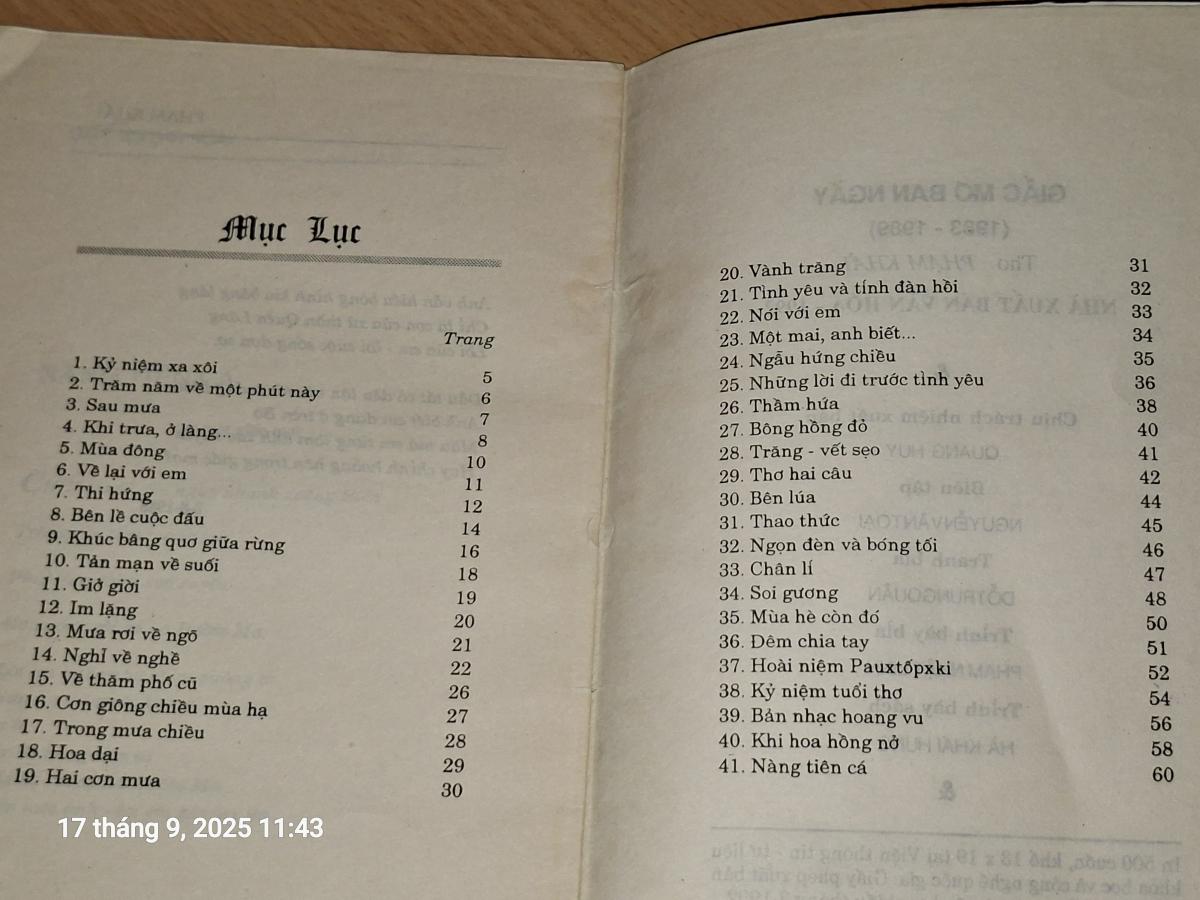 Mục Lục
Trang
1. Kỷ niệm xa xôi 5
2. Trăm năm về một phút này 6
3. Sau mưa 7
4. Khi trưa, ở làng... 8
5. Mùa đông 10
6. Về lại với em 11
7. Thi hứng 12
8. Bên lề cuộc đấu 14
9. Khúc bâng quơ giữa rừng 16
10. Tản mạn về suối 18
11. Giở giời 19
12. Im lặng 20
13. Mưa rơi về ngõ 21
14. Nghĩ về nghề 22
15. Về thăm phố cũ 26
16. Cơn giông chiều mùa hạ 27
17. Trong mưa chiều 28
18. Hoa dại 29
19. Hai cơn mưa 30
17 tháng 9, 2025 11:43
20. Vành trăng 31
21. Tình yêu và tính đàn hồi 32
22. Nói với em 33
23. Một mai, anh biết... 34
24. Ngẫu hứng chiều 35
25. Những lời đi trước tình yêu 36
26. Thầm hứa 38
27. Bông hồng đỏ 40
28. Trăng - vết sẹo 41
29. Thơ hai câu 42
30. Bên lúa 44
31. Thao thức 45
32. Ngọn đèn và bóng tối 46
33. Chân lí 47
34. Soi gương 48
35. Mùa hè còn đó 50
36. Đêm chia tay 51
37. Hoài niệm Pauxtốpxki 52
38. Kỷ niệm tuổi thơ 54
39. Bản nhạc hoang vu 56
40. Khi hoa hồng nở 58
41. Nàng tiên cá 60